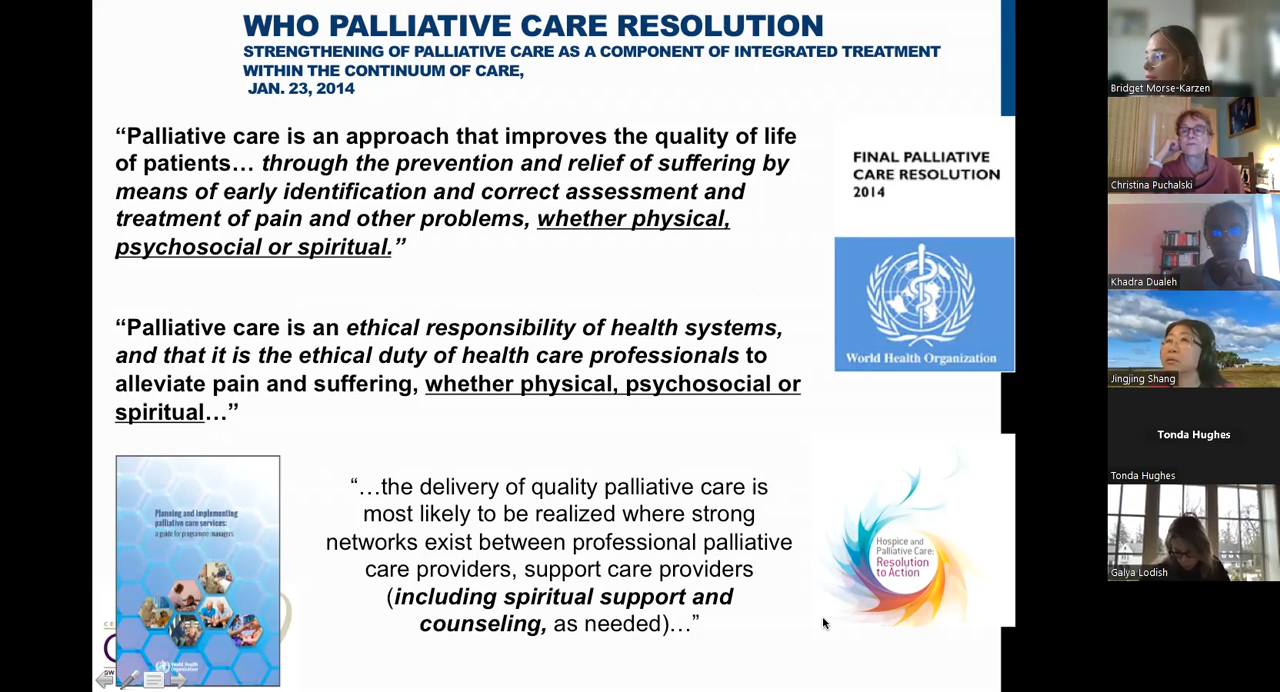 WHO PALLIATIVE CARE RESOLUTION
STRENGTHENING OF PALLIATIVE CARE AS A COMPONENT OF INTEGRATED TREATMENT
WITHIN THE CONTINUUM OF CARE,
JAN. 23, 2014
“Palliative care is an approach that improves the quality of life
of patients… through the prevention and relief of suffering by
means of early identification and correct assessment and
treatment of pain and other problems, whether physical,
psychosocial or spiritual.”
FINAL PALLIATIVE
CARE RESOLUTION
2014
World Health Organization
“Palliative care is an ethical responsibility of health systems,
and that it is the ethical duty of health care professionals to
alleviate pain and suffering, whether physical, psychosocial or
spiritual…”
Planning and implementing
palliative care services:
a guide for programme managers
World Health
Organization
“…the delivery of quality palliative care is
most likely to be realized where strong
networks exist between professional palliative
care providers, support care providers
(including spiritual support and
counseling, as needed)…”
Hospice and
Palliative Care:
Resolution
to Action
Bridget Morse-Karzen
Christina Puchalski
Khadra Dualeh
Jingjing Shang
Tonda Hughes
Tonda Hughes
Galya Lodish